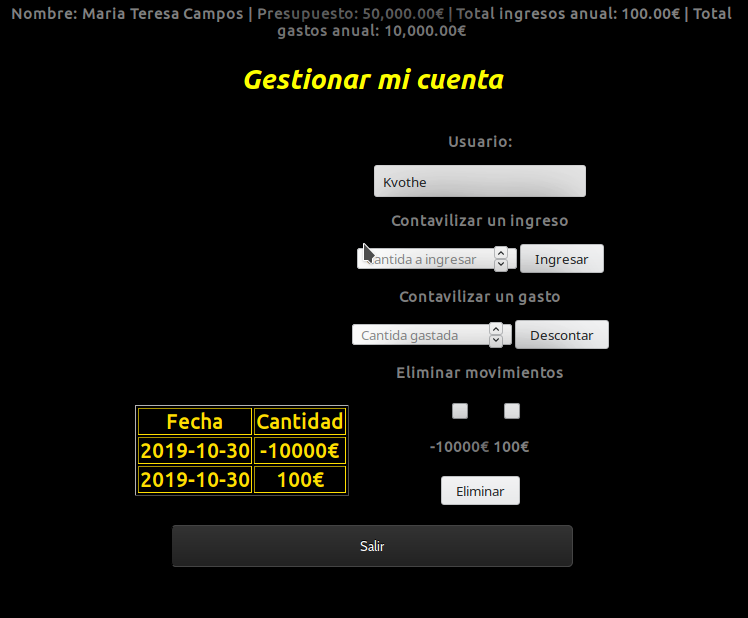 Nombre: Maria Teresa Campos | Presupuesto: 50,000.00€ | Total ingresos anual: 100.00€ | Total
gastos anual: 10,000.00€
Gestionar mi cuenta
Usuario:
Kvothe
Contavilizar un ingreso
Cantida a ingresar Ingresar
Contavilizar un gasto
Cantida gastada Descontar
Eliminar movimientos
Fecha Cantidad
2019-10-30 -10000€
2019-10-30 100€
-10000€ 100€
Eliminar
Salir